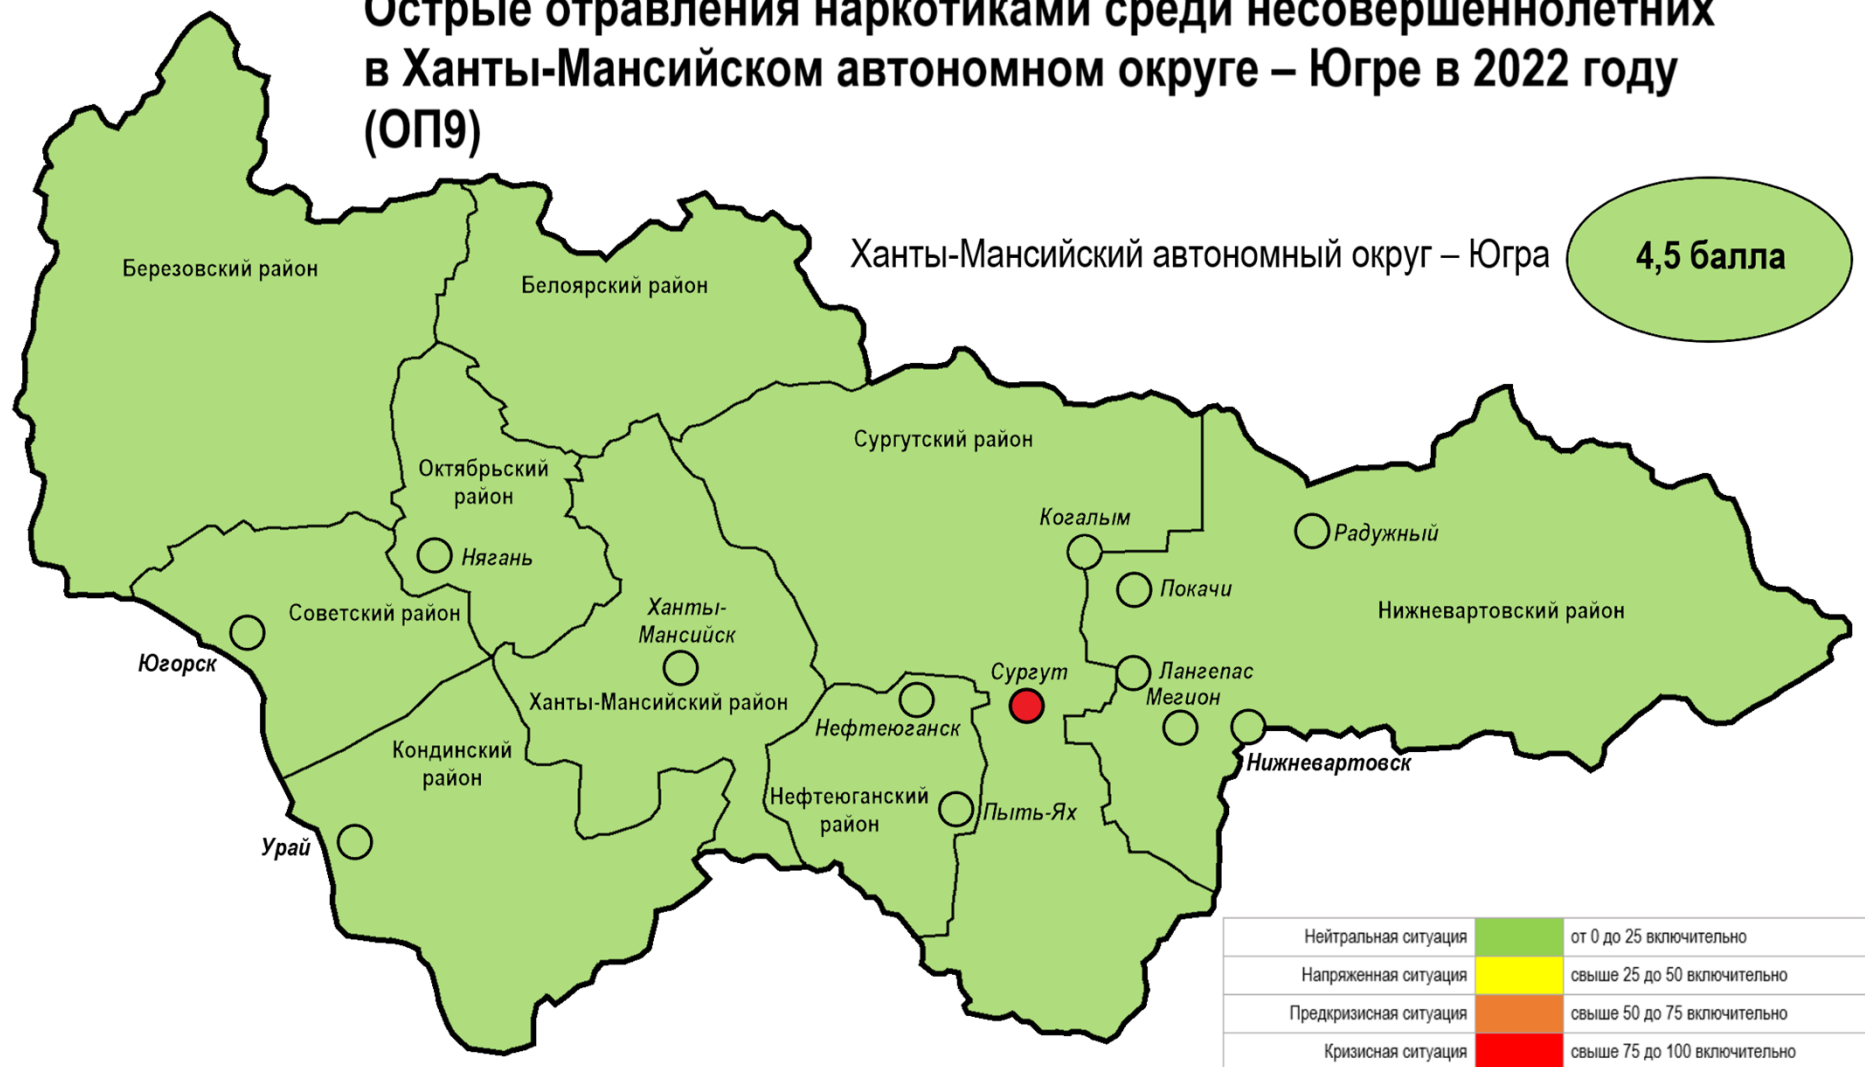 Острые отравления наркотиками среди несовершеннолетних
в Ханты-Мансийском автономном округе – Югре в 2022 году
(ОП9)
Ханты-Мансийский автономный округ – Югра
4,5 балла
Березовский район
Белоярский район
Сургутский район
Октябрьский
район
Когалым
Радужный
Нягань
Покачи
Советский район
Ханты-
Мансийск
Нижневартовский район
Югорск
Сургут
Лангепас
Мегион
Ханты-Мансийский район
Нефтеюганск
Кондинский
район
Нижневартовск
Нефтеюганский
район
Пыть-Ях
Урай
Нейтральная ситуация от 0 до 25 включительно
Напряженная ситуация свыше 25 до 50 включительно
Предкризисная ситуация свыше 50 до 75 включительно
Кризисная ситуация свыше 75 до 100 включительно